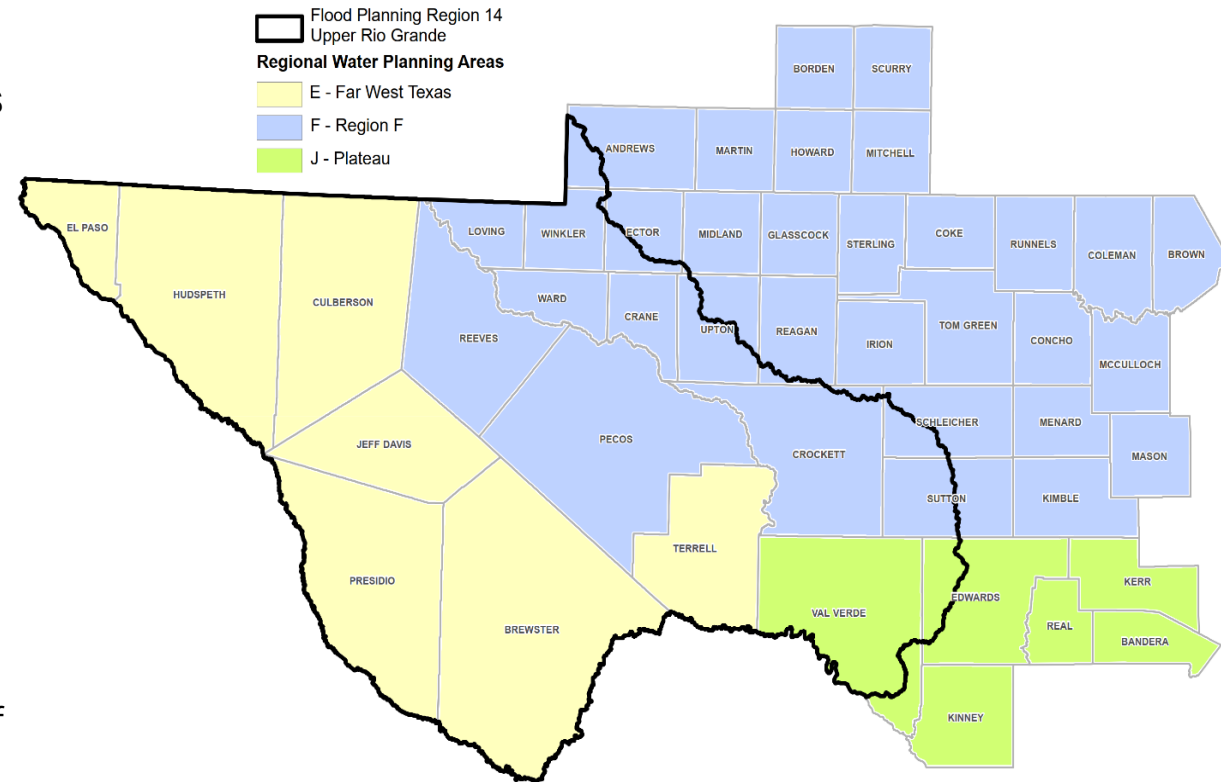 Flood Planning Region 14
Upper Rio Grande
Regional Water Planning Areas
E - Far West Texas
F - Region F
J - Plateau
BORDEN
SCURRY
ANDREWS
MARTIN
HOWARD
MITCHELL
EL PASO
LOVING
WINKLER
ECTOR
MIDLAND
GLASSCOCK
STERLING
COKE
RUNNELS
COLEMAN
BROWN
HUDSPETH
CULBERSON
WARD
CRANE
UPTON
REAGAN
IRION
TOM GREEN
CONCHO
MCCULLOCH
REEVES
JEFF DAVIS
PECOS
CROCKETT
SCHLEICHER
MENARD
MASON
SUTTON
KIMBLE
TERRELL
PRESIDIO
BREWSTER
VAL VERDE
EDWARDS
KERR
REAL
BANDERA
KINNEY